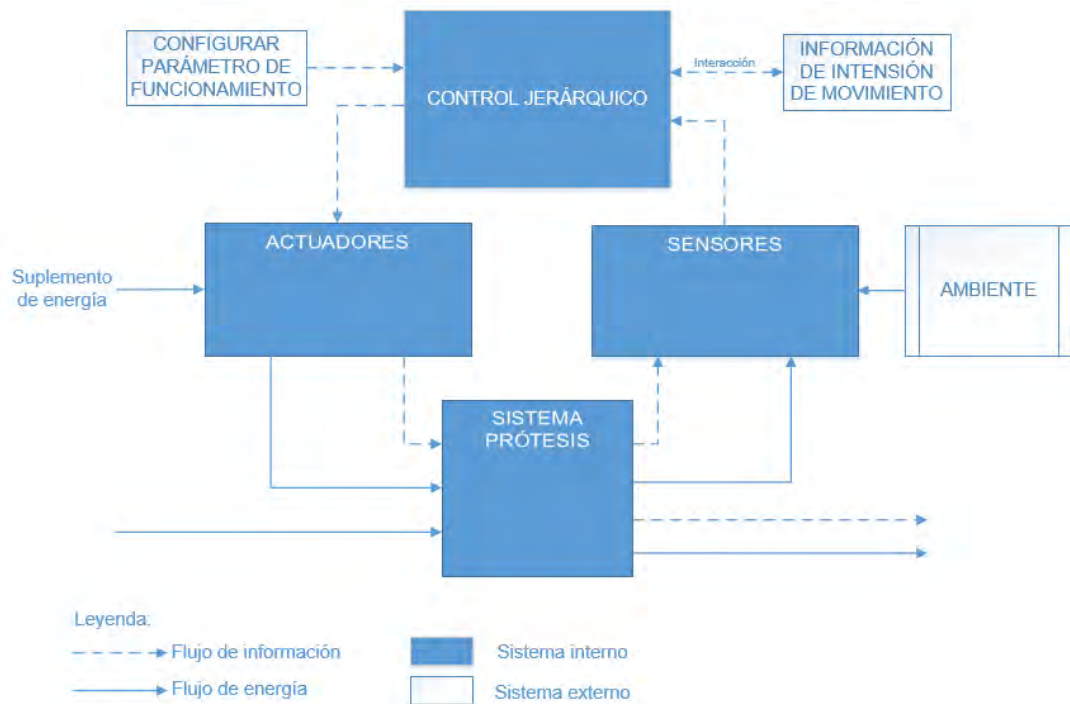 CONFIGURAR
PARÁMETRO DE
FUNCIONAMIENTO
CONTROL JERÁRQUICO
Interacción
INFORMACIÓN
DE INTENSIÓN
DE MOVIMIENTO
ACTUADORES
SENSORES
Suplemento
de energía
AMBIENTE
SISTEMA
PRÓTESIS
Leyenda:
Flujo de información
Sistema interno
Flujo de energía
Sistema externo